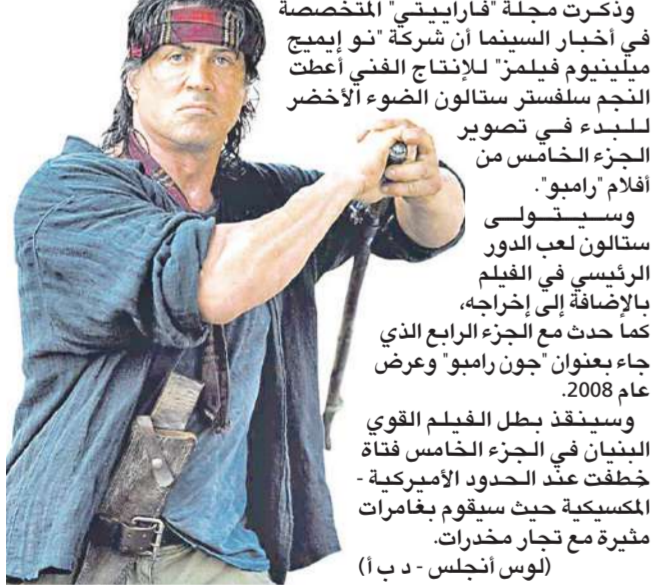 وذكرت مجلة "فاراييتي" المتخصصة
في أخبار السينما أن شركة "نو إيميج
ميلينيوم فيلمز" للإنتاج الفني أعطت
النجم سلفستر ستالون الضوء الأخضر
للبدء في تصوير
الجزء الخامس من
أفلام "رامبو".
وسيتولى
ستالون لعب الدور
الرئيسي في الفيلم
بالإضافة إلى إخراجه،
كما حدث مع الجزء الرابع الذي
جاء بعنوان "جون رامبو" وعرض
عام 2008.
وسينقذ بطل الفيلم القوي
البنيان في الجزء الخامس فتاة
خطفت عند الحدود الأميركية -
المكسيكية حيث سيقوم بغامرات
مثيرة مع تجار مخدرات.
(لوس أنجلس - د ب أ)